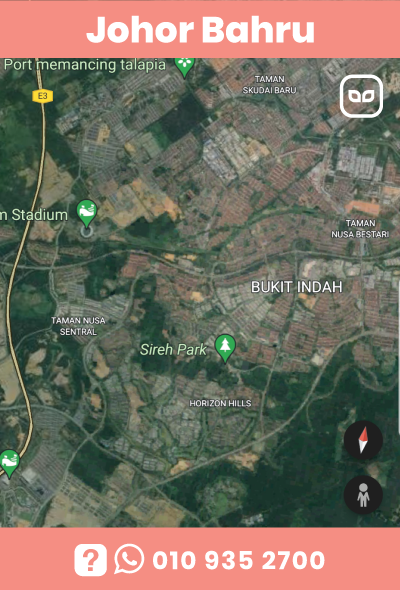 Johor Bahru
Port memancing talapia
TAMAN
SKUDAI BARU
E3
m Stadium
TAMAN
NUSA BESTARI
BUKIT INDAH
TAMAN NUSA
SENTRAL
Sireh Park
HORIZON HILLS
? 010 935 2700